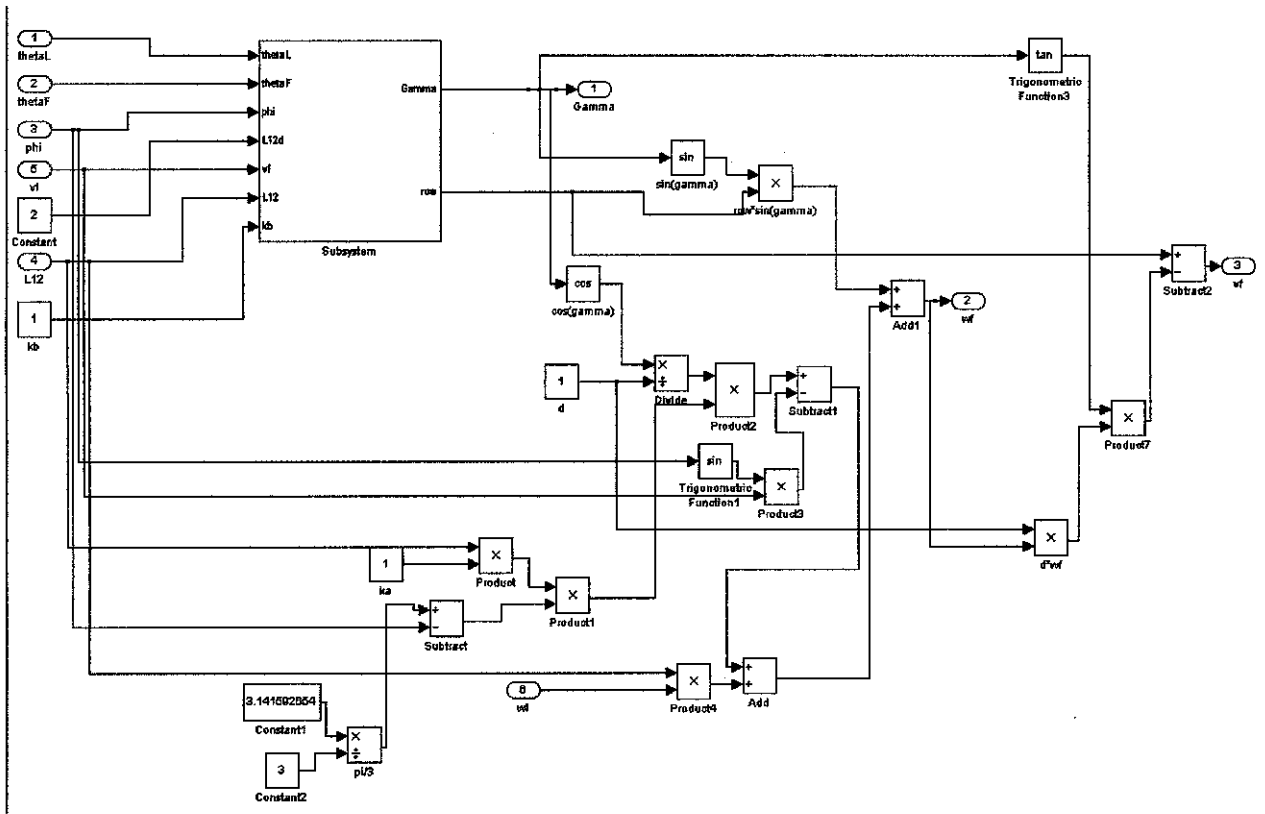 1
thetaL
2
thetaF
3
phi
5
vl
2
Constant
4
L12
1
kb
thetaL
thetaF
phi
L12d
vf
L12
kb
Gamma
row
Subsystem
1
Gamma
tan
Trigonometric
Function3
sin
sin(gamma)
×
row*sin(gamma)
cos
cos(gamma)
+
+
Add1
2
wf
+
−
Subtract2
3
vf
1
d
×
÷
Divide
×
Product2
+
−
Subtract1
×
Product7
sin
Trigonometric
Function1
×
Product3
×
d*wf
1
ka
×
Product
×
Product1
+
−
Subtract
6
wl
×
Product4
+
+
Add
3.141592654
Constant1
3
Constant2
×
÷
pi/3